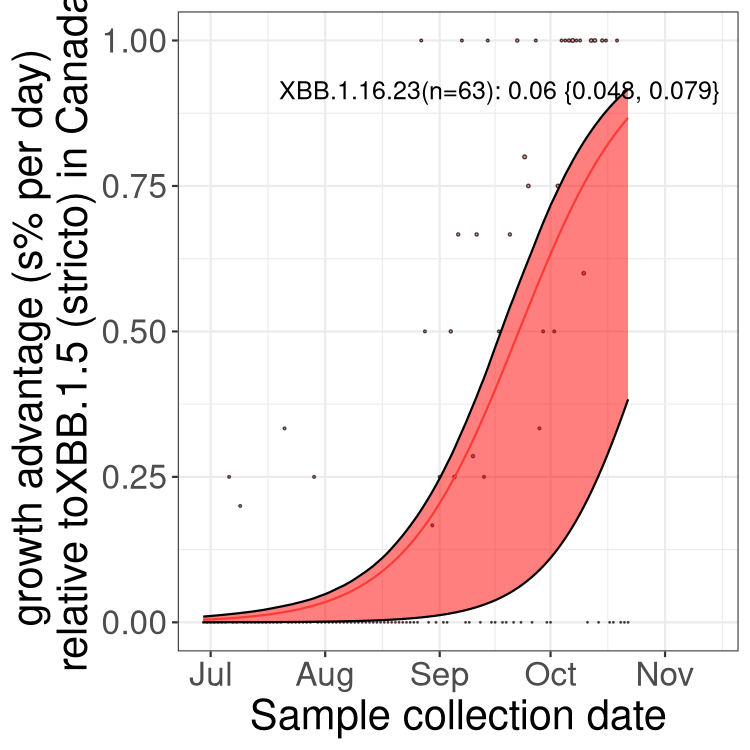 growth advantage (s% per day)
relative toXBB.1.5 (stricto) in Canada
1.00
XBB.1.16.23(n=63): 0.06 {0.048, 0.079}
0.75
0.50
0.25
0.00
Jul Aug Sep Oct Nov
Sample collection date